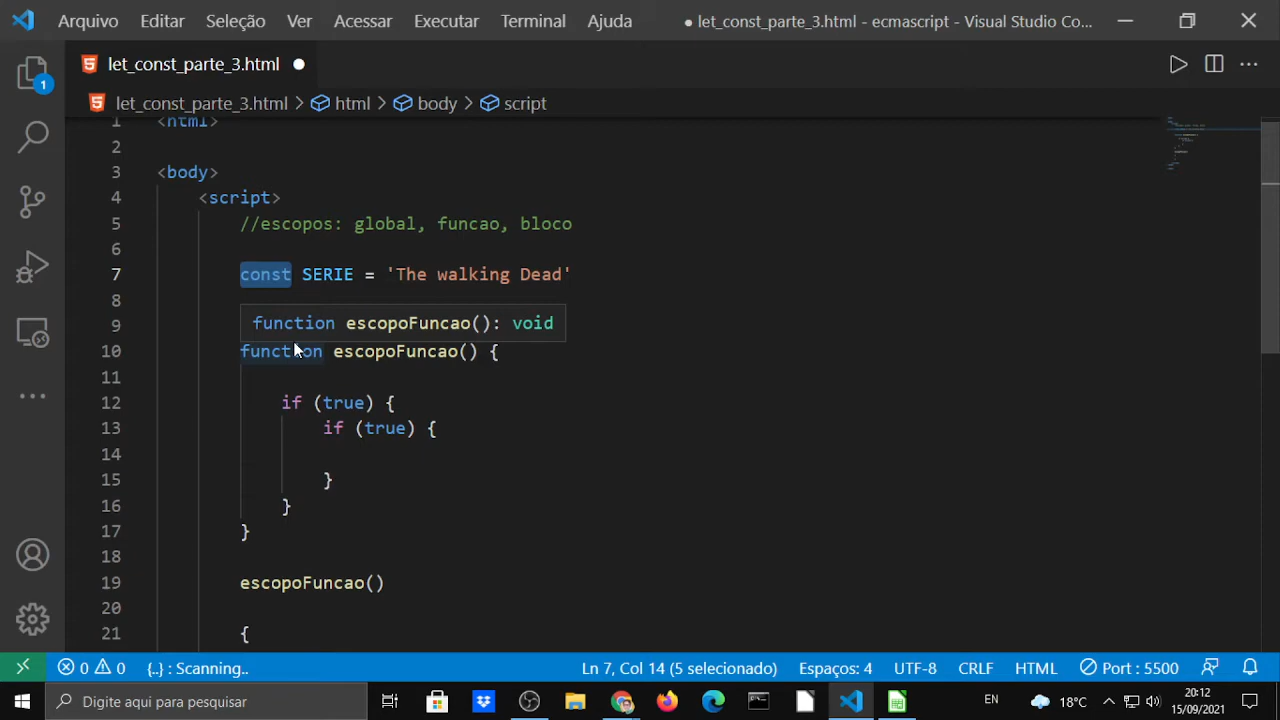 Arquivo Editar Seleção Ver Acessar Executar Terminal Ajuda ● let_const_parte_3.html - ecmascript - Visual Studio Co...
let_const_parte_3.html ●
let_const_parte_3.html > html > body > script
1 <html>
2
3 <body>
4 <script>
5 //escopos: global, funcao, bloco
6
7 const SERIE = 'The walking Dead'
8
function escopoFuncao(): void
9
10 function escopoFuncao() {
11
12 if (true) {
13 if (true) {
14
15 }
16 }
17 }
18
19 escopoFuncao()
20
21 {
1
0 0 {..} : Scanning.. Ln 7, Col 14 (5 selecionado) Espaços: 4 UTF-8 CRLF HTML Port : 5500
Digite aqui para pesquisar EN 18°C 20:12
15/09/2021